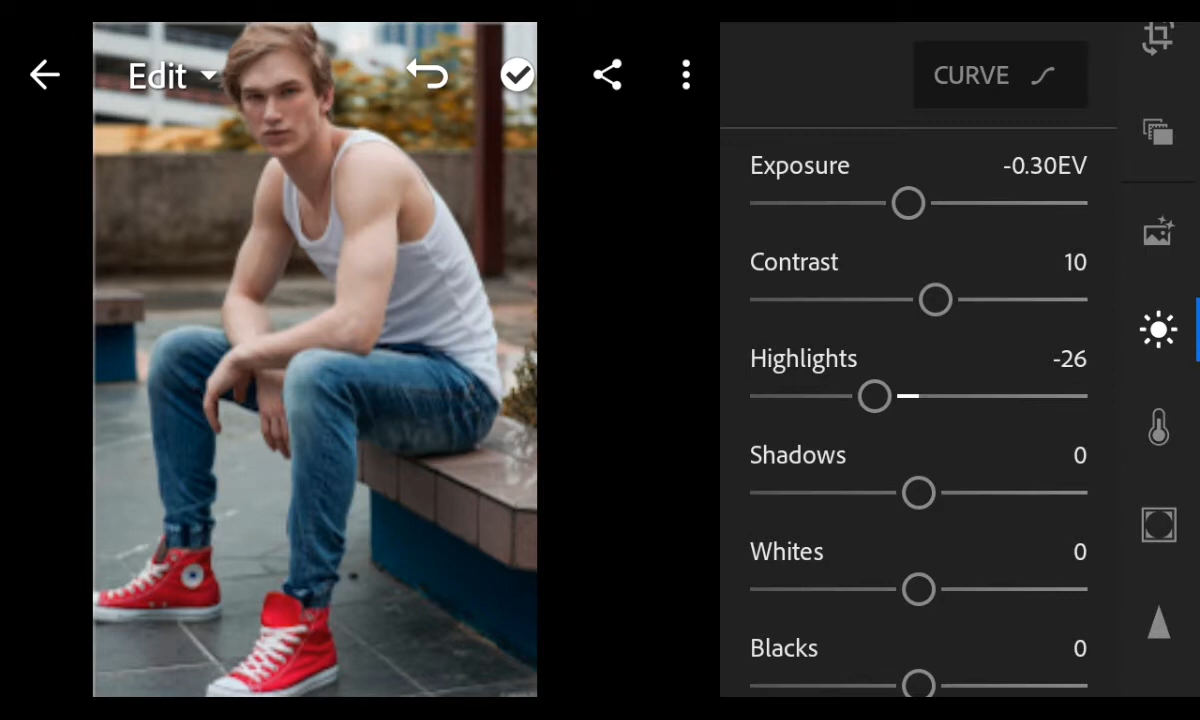 Edit
CURVE
Exposure -0.30EV
Contrast 10
Highlights -26
Shadows 0
Whites 0
Blacks 0